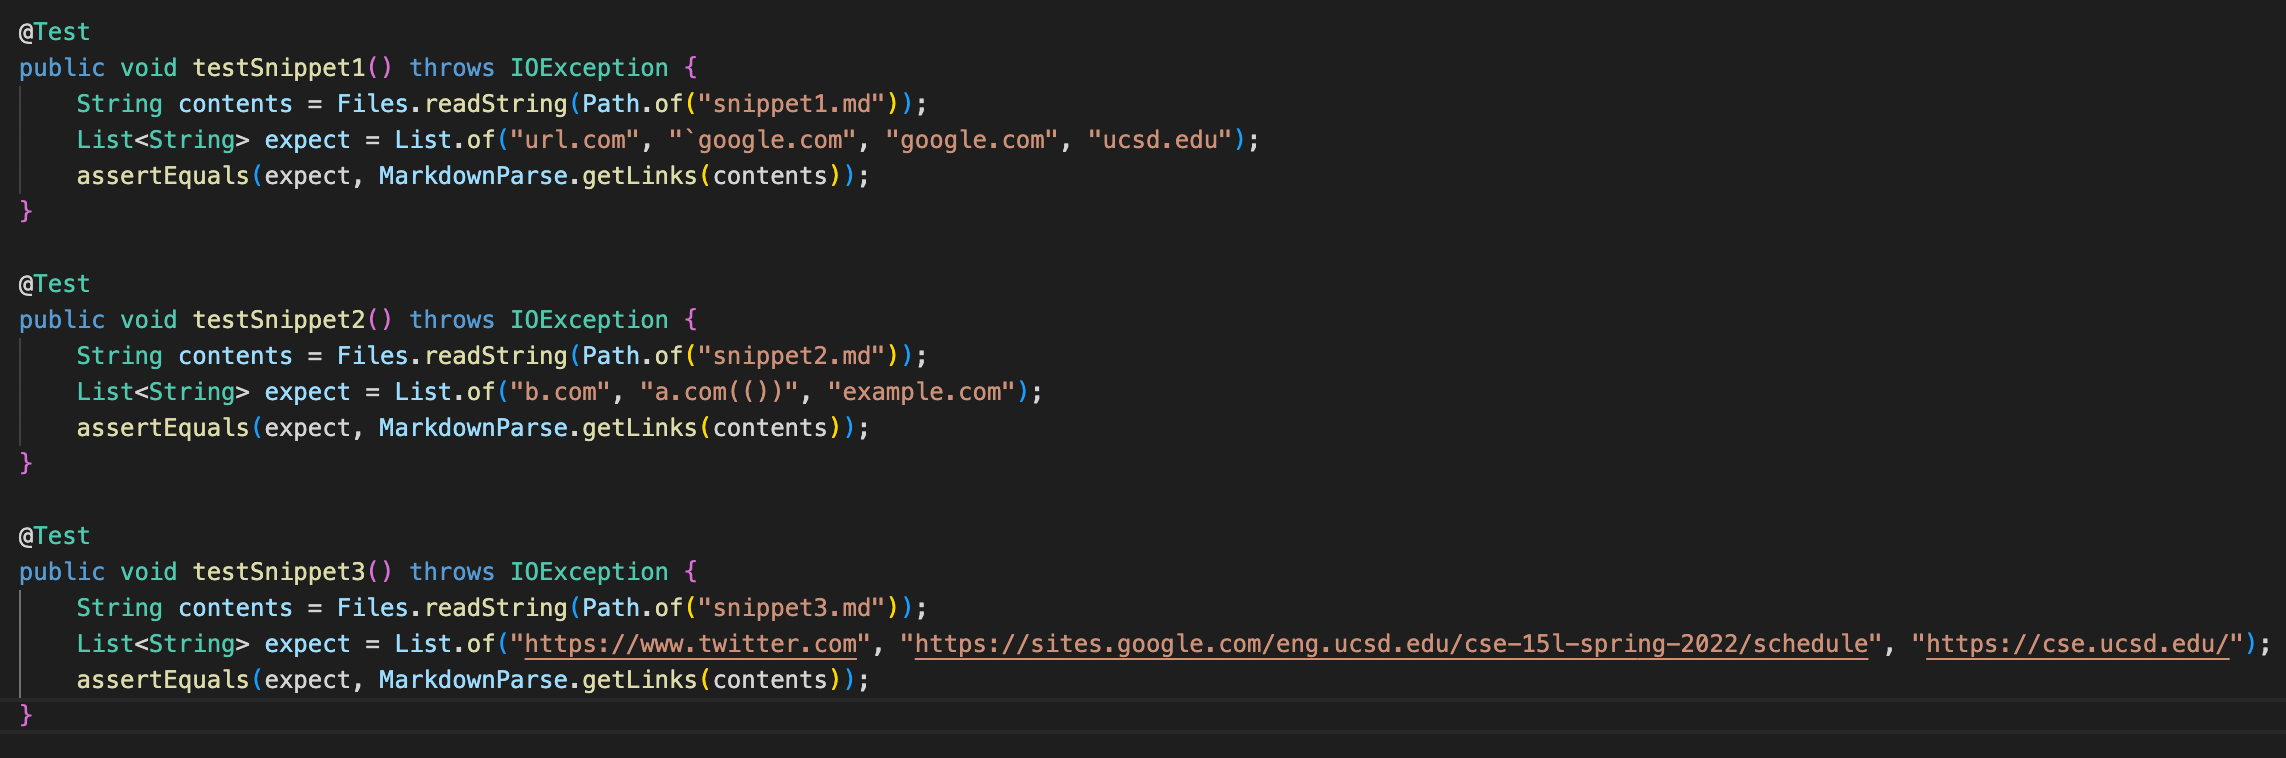 @Test
public void testSnippet1() throws IOException {
    String contents = Files.readString(Path.of("snippet1.md"));
    List<String> expect = List.of("url.com", "`google.com", "google.com", "ucsd.edu");
    assertEquals(expect, MarkdownParse.getLinks(contents));
}

@Test
public void testSnippet2() throws IOException {
    String contents = Files.readString(Path.of("snippet2.md"));
    List<String> expect = List.of("b.com", "a.com(())", "example.com");
    assertEquals(expect, MarkdownParse.getLinks(contents));
}

@Test
public void testSnippet3() throws IOException {
    String contents = Files.readString(Path.of("snippet3.md"));
    List<String> expect = List.of("https://www.twitter.com", "https://sites.google.com/eng.ucsd.edu/cse-15l-spring-2022/schedule", "https://cse.ucsd.edu/");
    assertEquals(expect, MarkdownParse.getLinks(contents));
}